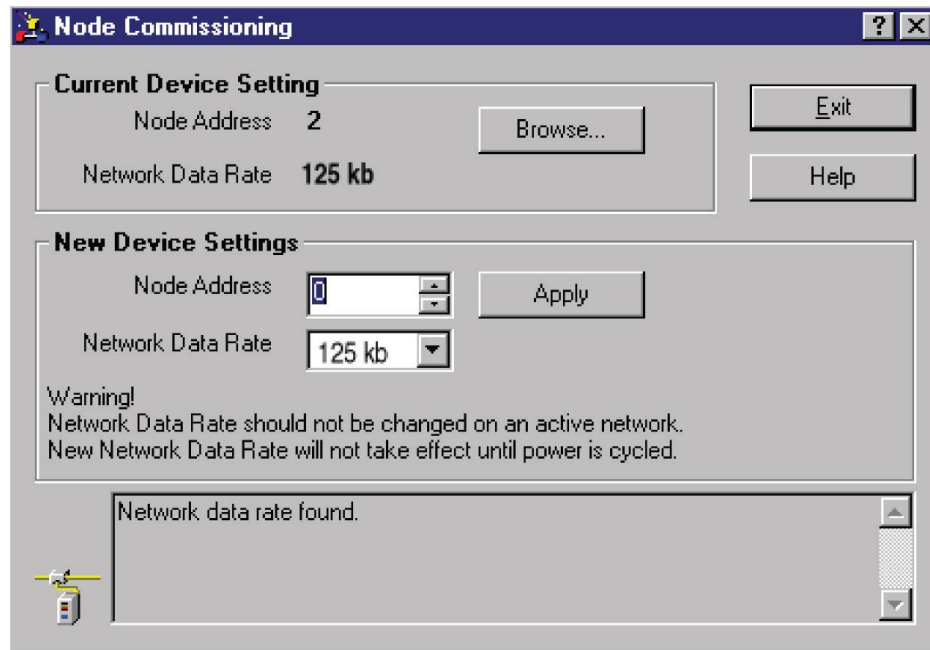 Node Commissioning
Current Device Setting
Node Address 2
Browse...
Network Data Rate 125 kb
Exit
Help
New Device Settings
Node Address 0
Apply
Network Data Rate 125 kb
Warning!
Network Data Rate should not be changed on an active network.
New Network Data Rate will not take effect until power is cycled.
Network data rate found.